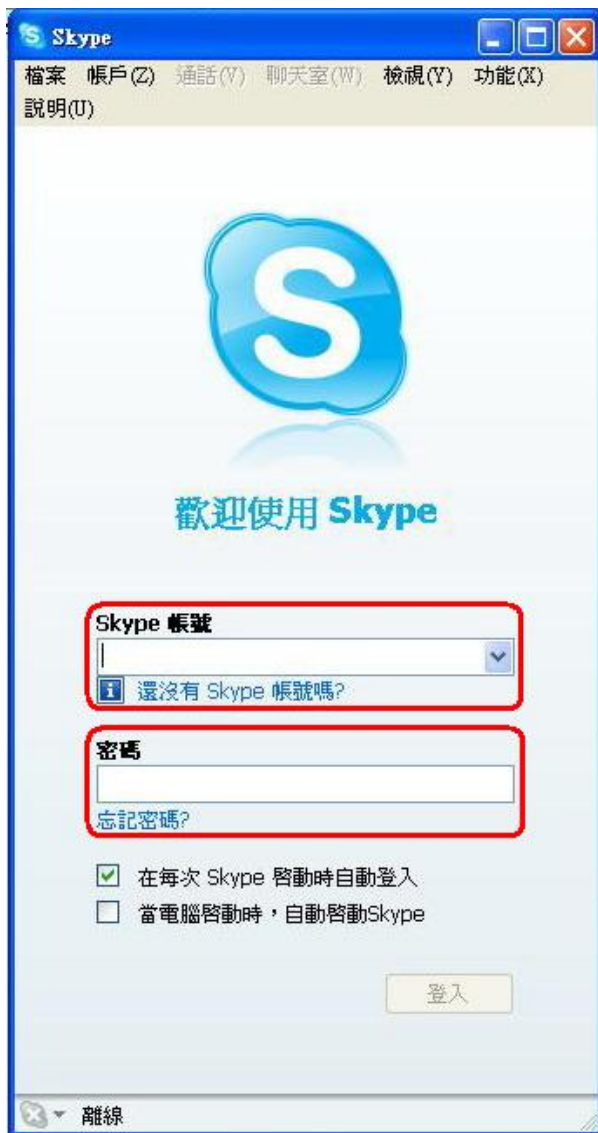 Skype
檔案 帳戶(Z) 通話(V) 聊天室(W) 檢視(Y) 功能(X)
說明(U)
S
歡迎使用 Skype
Skype 帳號
還沒有 Skype 帳號嗎?
密碼
忘記密碼?
在每次 Skype 啓動時自動登入
當電腦啓動時，自動啓動Skype
登入
離線